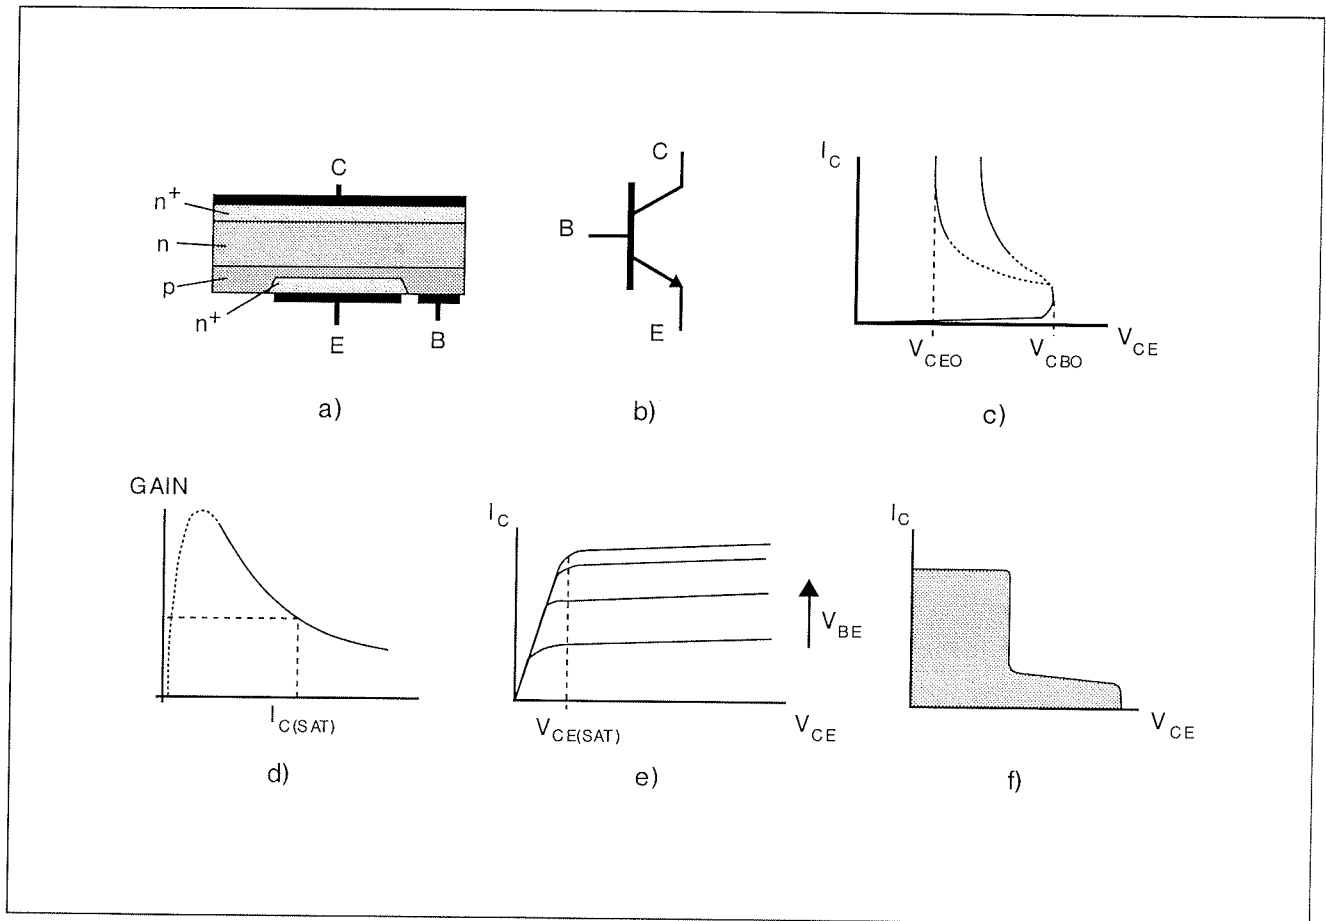 C
n+
n
p
n+
E
B
a)
C
B
E
b)
IC
VCEO
VCBO
VCE
c)
GAIN
IC(SAT)
d)
IC
VBE
VCE(SAT)
VCE
e)
IC
VCE
f)